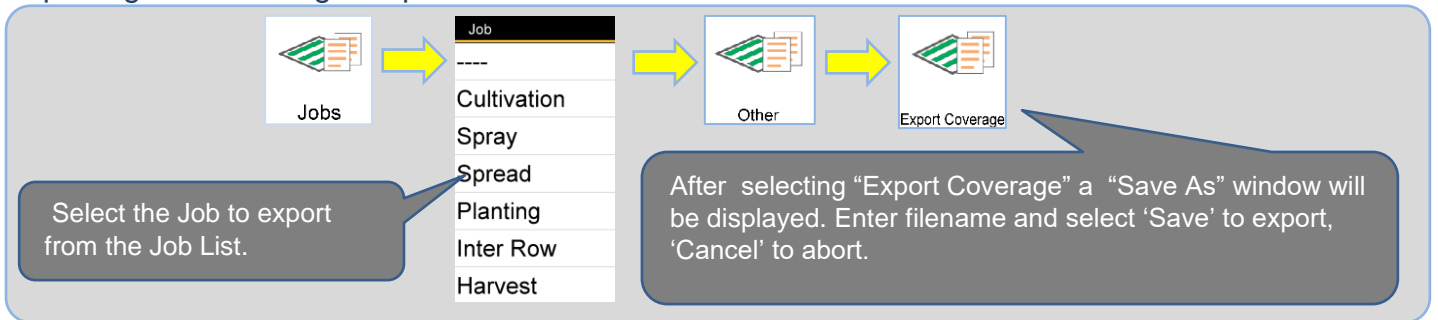 Jobs
Job
----
Cultivation
Spray
Spread
Planting
Inter Row
Harvest
Other
Export Coverage
Select the Job to export
from the Job List.
After selecting “Export Coverage” a “Save As” window will
be displayed. Enter filename and select ‘Save’ to export,
‘Cancel’ to abort.